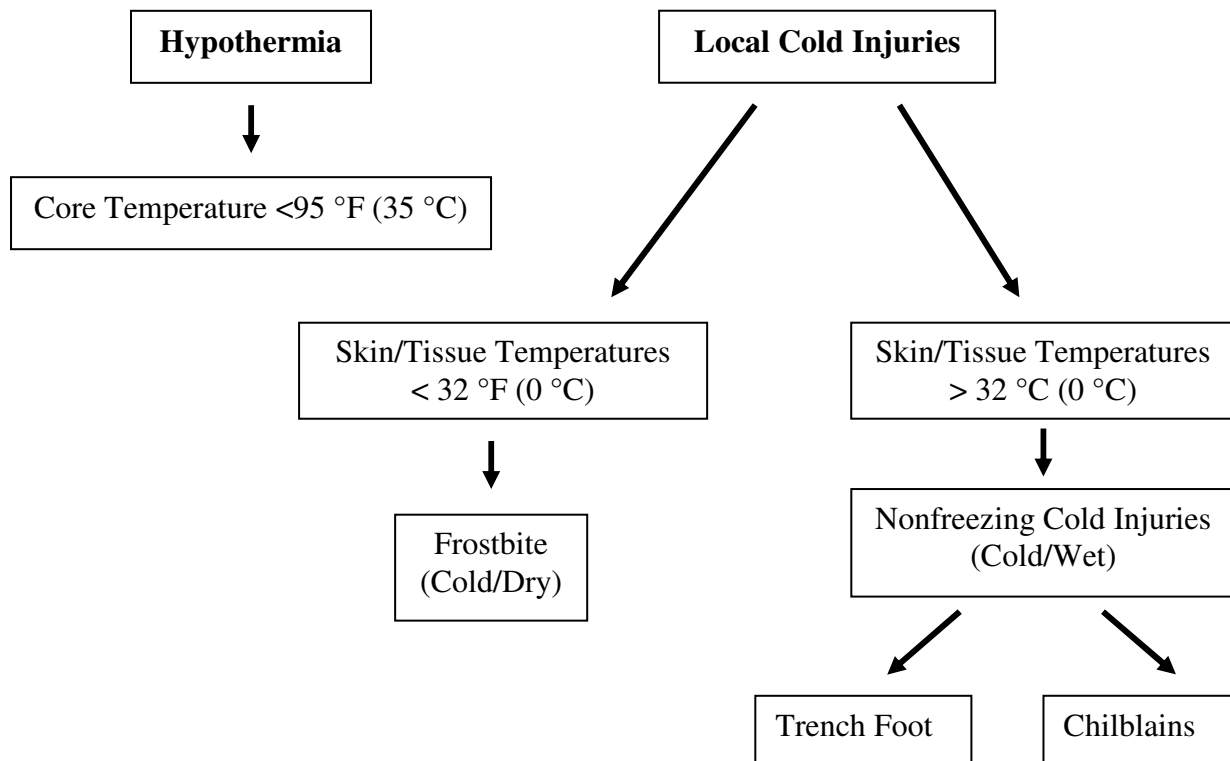 Hypothermia
Local Cold Injuries
Core Temperature <95 °F (35 °C)
Skin/Tissue Temperatures
< 32 °F (0 °C)
Skin/Tissue Temperatures
> 32 °C (0 °C)
Frostbite
(Cold/Dry)
Nonfreezing Cold Injuries
(Cold/Wet)
Trench Foot
Chilblains